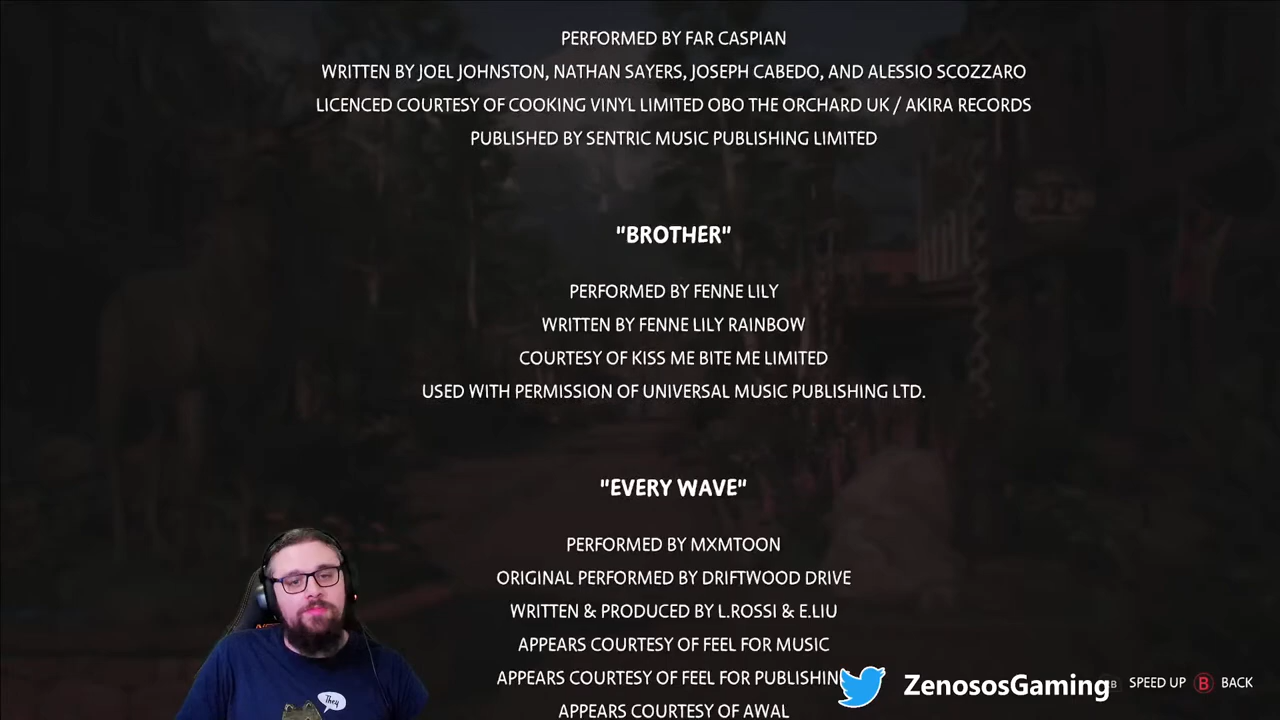 PERFORMED BY FAR CASPIAN
WRITTEN BY JOEL JOHNSTON, NATHAN SAYERS, JOSEPH CABEDO, AND ALESSIO SCOZZARO
LICENCED COURTESY OF COOKING VINYL LIMITED OBO THE ORCHARD UK / AKIRA RECORDS
PUBLISHED BY SENTRIC MUSIC PUBLISHING LIMITED
"BROTHER"
PERFORMED BY FENNE LILY
WRITTEN BY FENNE LILY RAINBOW
COURTESY OF KISS ME BITE ME LIMITED
USED WITH PERMISSION OF UNIVERSAL MUSIC PUBLISHING LTD.
"EVERY WAVE"
PERFORMED BY MXMTOON
ORIGINAL PERFORMED BY DRIFTWOOD DRIVE
WRITTEN & PRODUCED BY L.ROSSI & E.LIU
APPEARS COURTESY OF FEEL FOR MUSIC
APPEARS COURTESY OF FEEL FOR PUBLISHIN
APPEARS COURTESY OF AWAL
They
ZenososGaming
SPEED UP B BACK